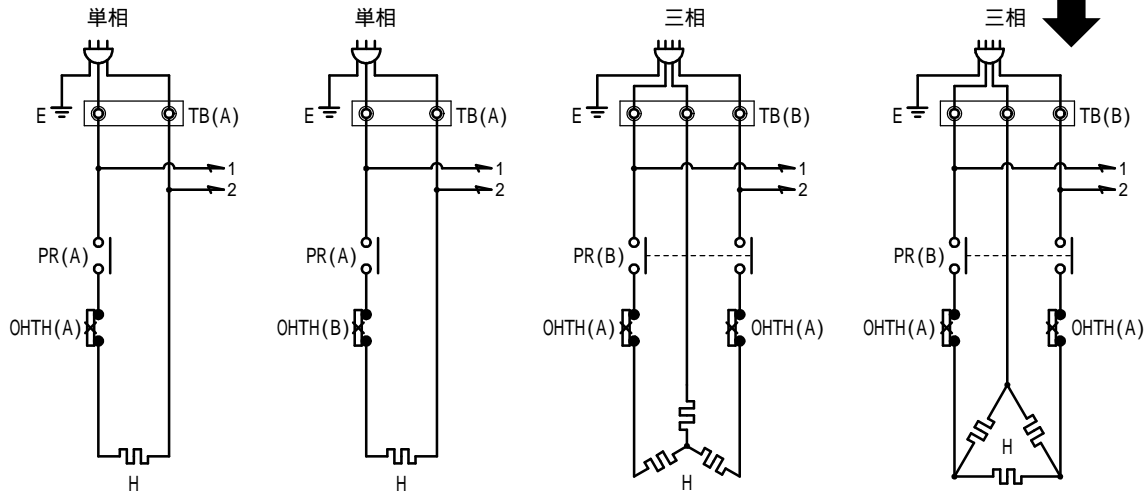 単相 単相 三相 三相
E TB(A) E TB(A) E TB(B) E TB(B)
1 1 1 1
2 2 2 2
PR(A) PR(A) PR(B) PR(B)
OHTH(A) OHTH(B) OHTH(A) OHTH(A) OHTH(A) OHTH(A)
H
H H H